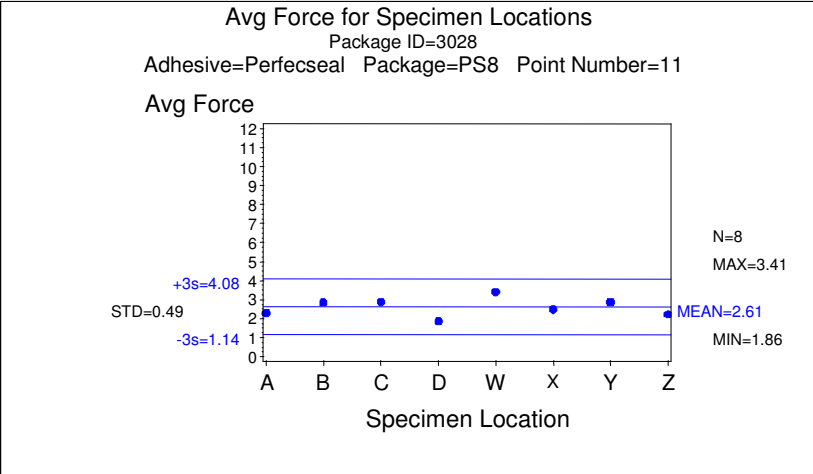 Avg Force for Specimen Locations
Package ID=3028
Adhesive=Perfecseal Package=PS8 Point Number=11
Avg Force
12
11
10
9
8
7
6
5
4
3
2
1
0
+3s=4.08
STD=0.49
-3s=1.14
N=8
MAX=3.41
MEAN=2.61
MIN=1.86
A B C D W X Y Z
Specimen Location